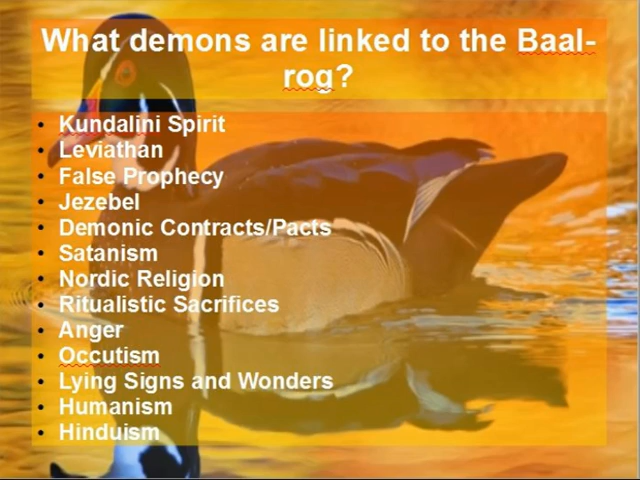 What demons are linked to the Baal-
rog?
• Kundalini Spirit
• Leviathan
• False Prophecy
• Jezebel
• Demonic Contracts/Pacts
• Satanism
• Nordic Religion
• Ritualistic Sacrifices
• Anger
• Occutism
• Lying Signs and Wonders
• Humanism
• Hinduism